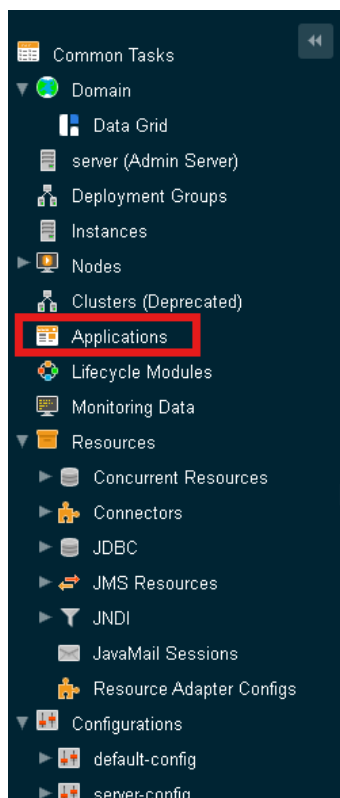 Common Tasks
Domain
Data Grid
server (Admin Server)
Deployment Groups
Instances
Nodes
Clusters (Deprecated)
Applications
Lifecycle Modules
Monitoring Data
Resources
Concurrent Resources
Connectors
JDBC
JMS Resources
JNDI
JavaMail Sessions
Resource Adapter Configs
Configurations
default-config
server-config